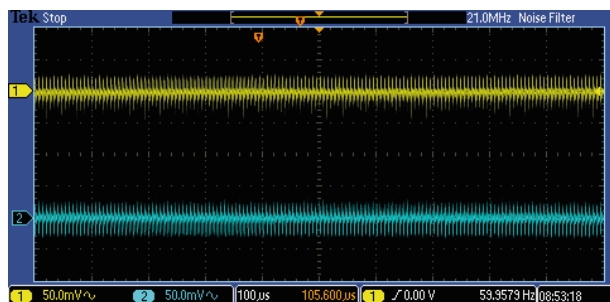 Tek Stop 21.0MHz Noise Filter
T
T
1
2
1 50.0mV∿ 2 50.0mV∿ 100µs 105.600µs 1 ∫ 0.00 V 59.9579 Hz 08:53:18